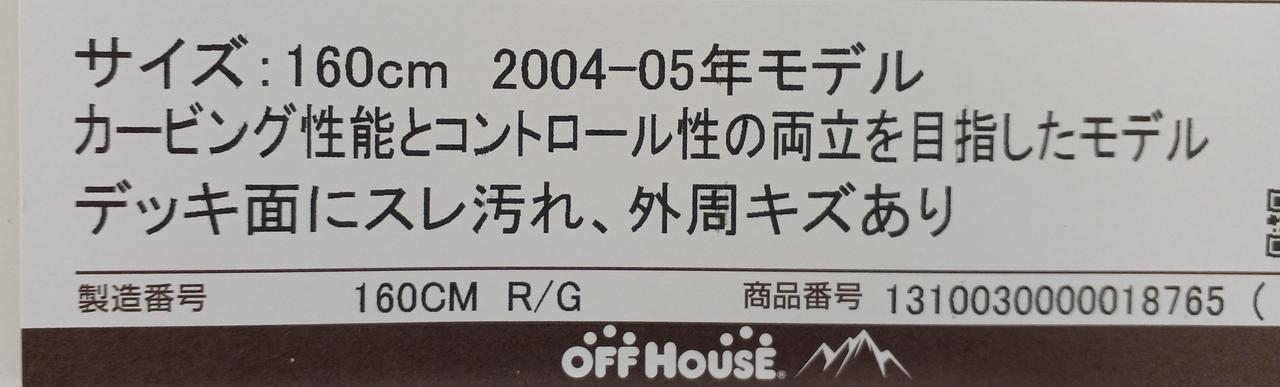 サイズ:160cm 2004-05年モデル
カービング性能とコントロール性の両立を目指したモデル
デッキ面にスレ汚れ、外周キズあり
製造番号 160CM R/G 商品番号 1310030000018765 (
OFF HOUSE